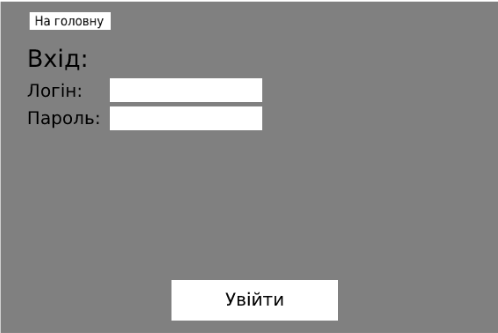 На головну
Вхід:
Логін:
Пароль:
Увійти